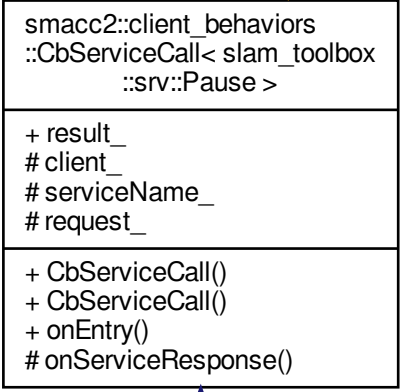 smacc2::client_behaviors
::CbServiceCall< slam_toolbox
::srv::Pause >
+ result_
# client_
# serviceName_
# request_
+ CbServiceCall()
+ CbServiceCall()
+ onEntry()
# onServiceResponse()